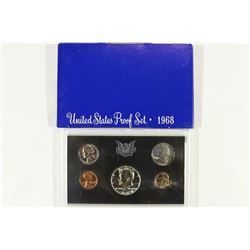 United States Proof Set • 1968